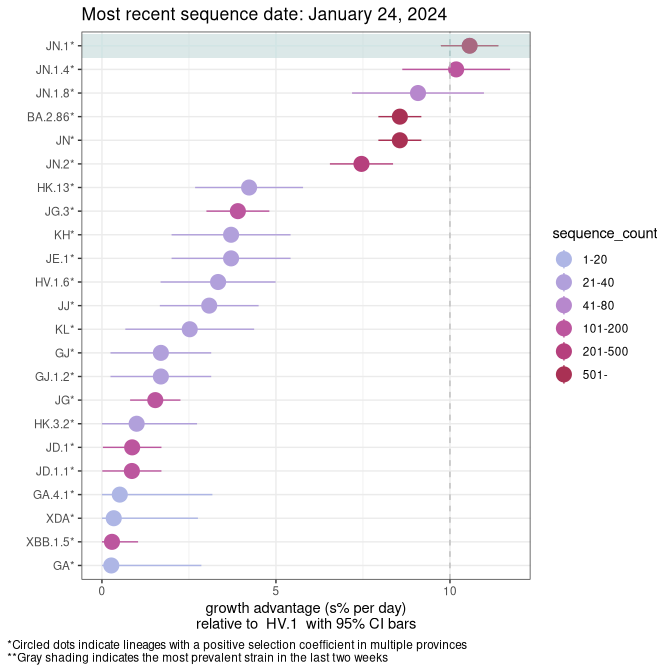 Most recent sequence date: January 24, 2024
JN.1*
JN.1.4*
JN.1.8*
BA.2.86*
JN*
JN.2*
HK.13*
JG.3*
KH*
JE.1*
HV.1.6*
JJ*
KL*
GJ*
GJ.1.2*
JG*
HK.3.2*
JD.1*
JD.1.1*
GA.4.1*
XDA*
XBB.1.5*
GA*
0 5 10
growth advantage (s% per day)
relative to HV.1 with 95% CI bars
sequence_count
1-20
21-40
41-80
101-200
201-500
501-
*Circled dots indicate lineages with a positive selection coefficient in multiple provinces
**Gray shading indicates the most prevalent strain in the last two weeks